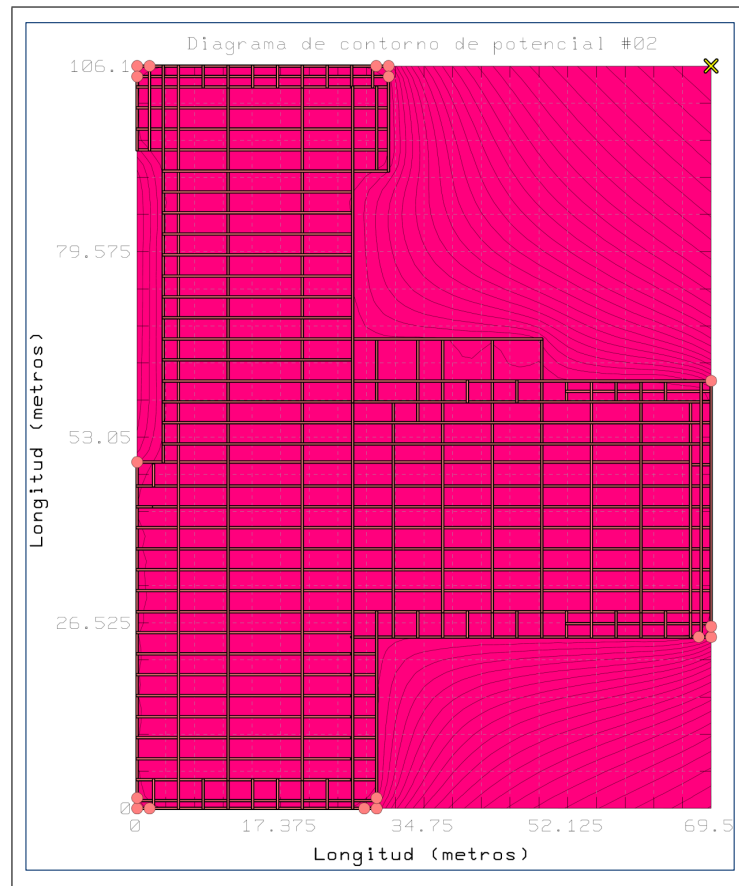 Diagrama de contorno de potencial #02
106.1
79.575
53.05
26.525
0
Longitud (metros)
0 17.375 34.75 52.125 69.5
Longitud (metros)